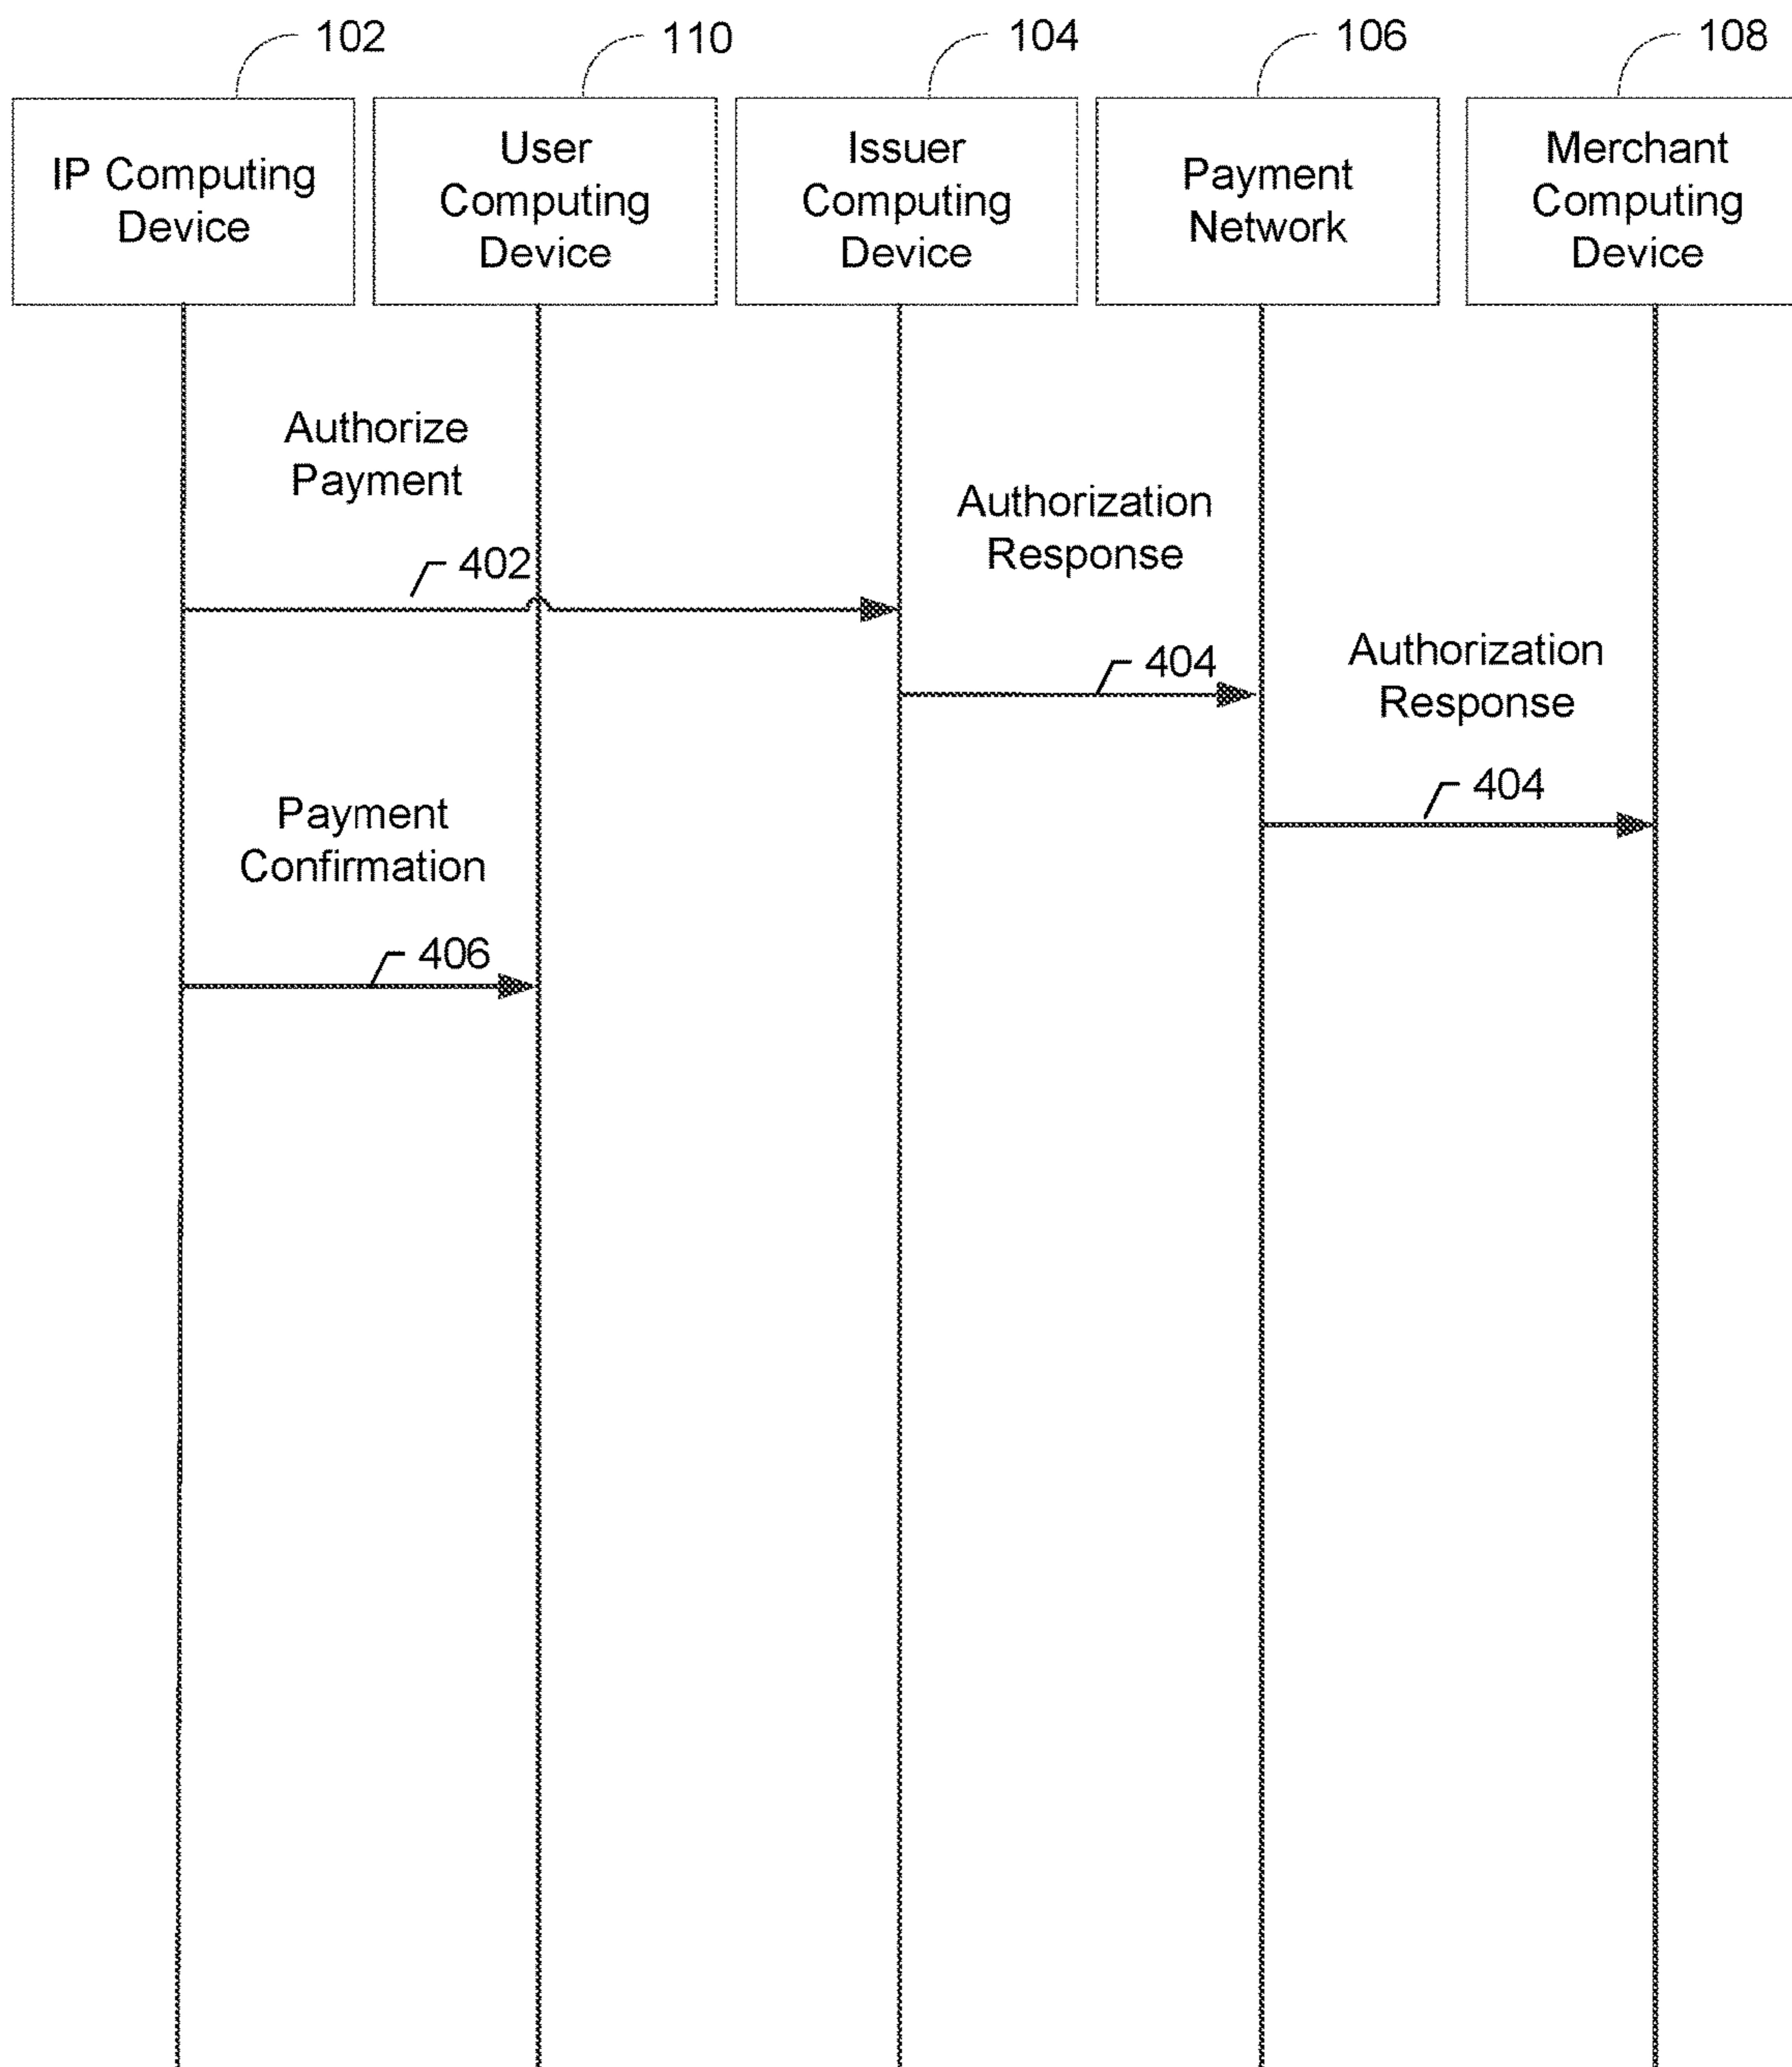 102
110
104
106
108
IP Computing
Device
User
Computing
Device
Issuer
Computing
Device
Payment
Network
Merchant
Computing
Device
Authorize
Payment
402
Authorization
Response
404
Authorization
Response
404
Payment
Confirmation
406